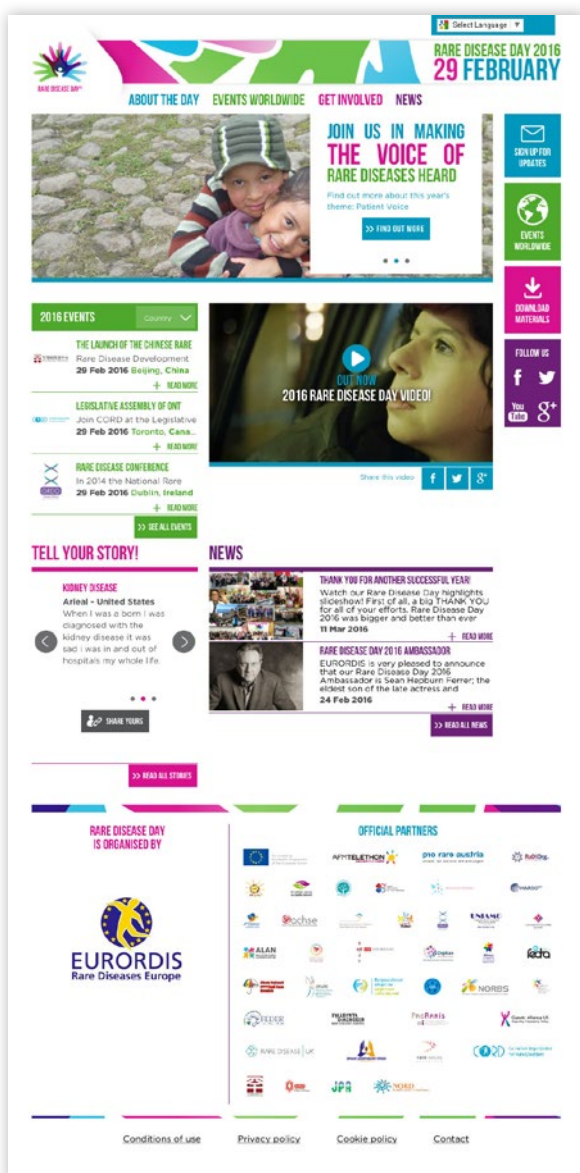 Select Language ▼
RARE DISEASE DAY 2016
29 FEBRUARY
RARE DISEASE DAY
ABOUT THE DAY EVENTS WORLDWIDE GET INVOLVED NEWS
JOIN US IN MAKING
THE VOICE OF
RARE DISEASES HEARD
Find out more about this year's
theme: Patient Voice
>> FIND OUT MORE
SIGN UP FOR
UPDATES
EVENTS
WORLDWIDE
DOWNLOAD
MATERIALS
FOLLOW US
You
Tube
2016 EVENTS Country
THE LAUNCH OF THE CHINESE RARE
Rare Disease Development
29 Feb 2016 Beijing, China
+ READ MORE
LEGISLATIVE ASSEMBLY OF ONT
Join CORD at the Legislative
29 Feb 2016 Toronto, Cana...
+ READ MORE
RARE DISEASE CONFERENCE
In 2014 the National Rare
29 Feb 2016 Dublin, Ireland
+ READ MORE
>> SEE ALL EVENTS
OUT NOW
2016 RARE DISEASE DAY VIDEO!
Share this video
TELL YOUR STORY!
KIDNEY DISEASE
Arieal - United States
When I was a born I was
diagnosed with the
kidney disease it was
sad i was in and out of
hospitals my whole life.
SHARE YOURS
>> READ ALL STORIES
NEWS
THANK YOU FOR ANOTHER SUCCESSFUL YEAR!
Watch our Rare Disease Day highlights
slideshow! First of all, a big THANK YOU
for all of your efforts. Rare Disease Day
2016 was bigger and better than ever
11 Mar 2016
+ READ MORE
RARE DISEASE DAY 2016 AMBASSADOR
EURORDIS is very pleased to announce
that our Rare Disease Day 2016
Ambassador is Sean Hepburn Ferrer; the
eldest son of the late actress and
24 Feb 2016
+ READ MORE
>> READ ALL NEWS
RARE DISEASE DAY
IS ORGANISED BY
EURORDIS
Rare Diseases Europe
OFFICIAL PARTNERS
AFMTELETHON
pro rare austria
achse
UNIAMO
ALAN
NORBS
FEDER
RARE DISEASE UK
CORD
JPA
NORD
Conditions of use Privacy policy Cookie policy Contact